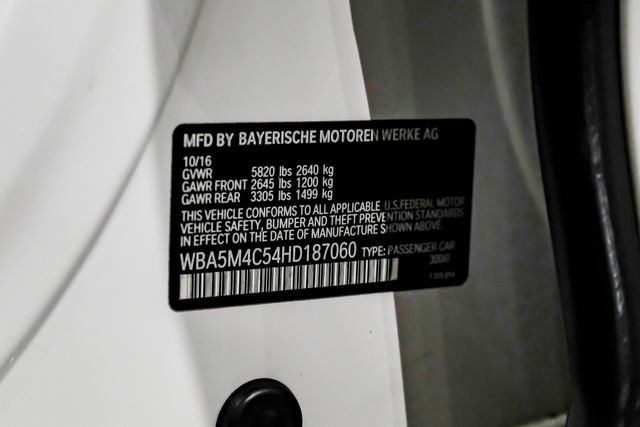 MFD BY BAYERISCHE MOTOREN WERKE AG
10/16
GVWR 5820 lbs 2640 kg
GAWR FRONT 2645 lbs 1200 kg
GAWR REAR 3305 lbs 1499 kg
THIS VEHICLE CONFORMS TO ALL APPLICABLE U.S.FEDERAL MOTOR
VEHICLE SAFETY, BUMPER AND THEFT PREVENTION STANDARDS
IN EFFECT ON THE DATE OF MANUFACTURE SHOWN ABOVE.
WBA5M4C54HD187060 TYPE: PASSENGER CAR
300/0